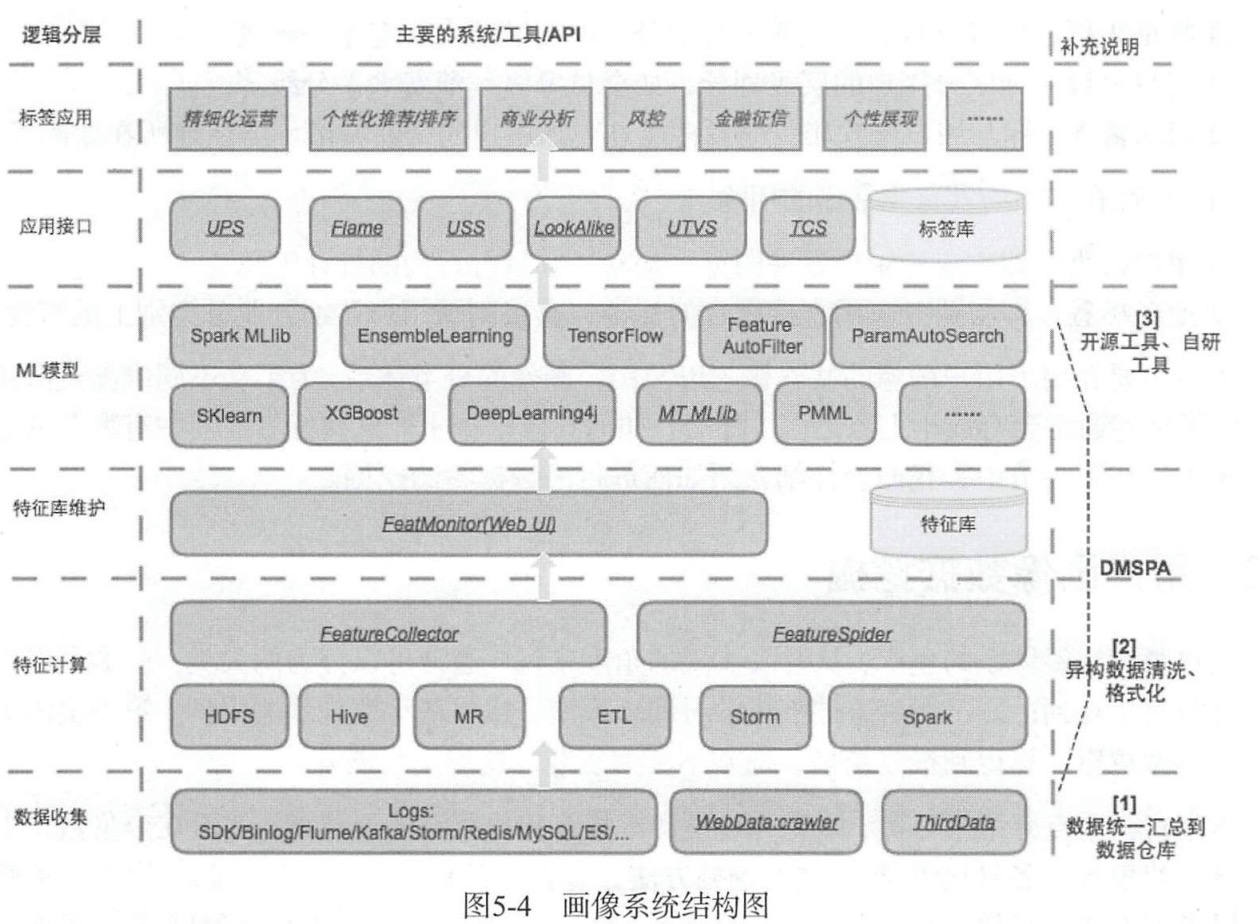 逻辑分层
主要的系统/工具/API
补充说明
标签应用
精细化运营
个性化推荐/排序
商业分析
风控
金融征信
个性展现
······
应用接口
UPS
Flame
USS
LookAlike
UTVS
TCS
标签库
ML模型
Spark MLlib
EnsembleLearning
TensorFlow
Feature
AutoFilter
ParamAutoSearch
SKlearn
XGBoost
DeepLearning4j
MT MLlib
PMML
······
[3]
开源工具、自研
工具
特征库维护
FeatMonitor(Web UI)
特征库
DMSPA
特征计算
FeatureCollector
FeatureSpider
HDFS
Hive
MR
ETL
Storm
Spark
[2]
异构数据清洗、
格式化
数据收集
Logs:
SDK/Binlog/Flume/Kafka/Storm/Redis/MySQL/ES/...
WebData:crawler
ThirdData
[1]
数据统一汇总到
数据仓库
图5-4 画像系统结构图